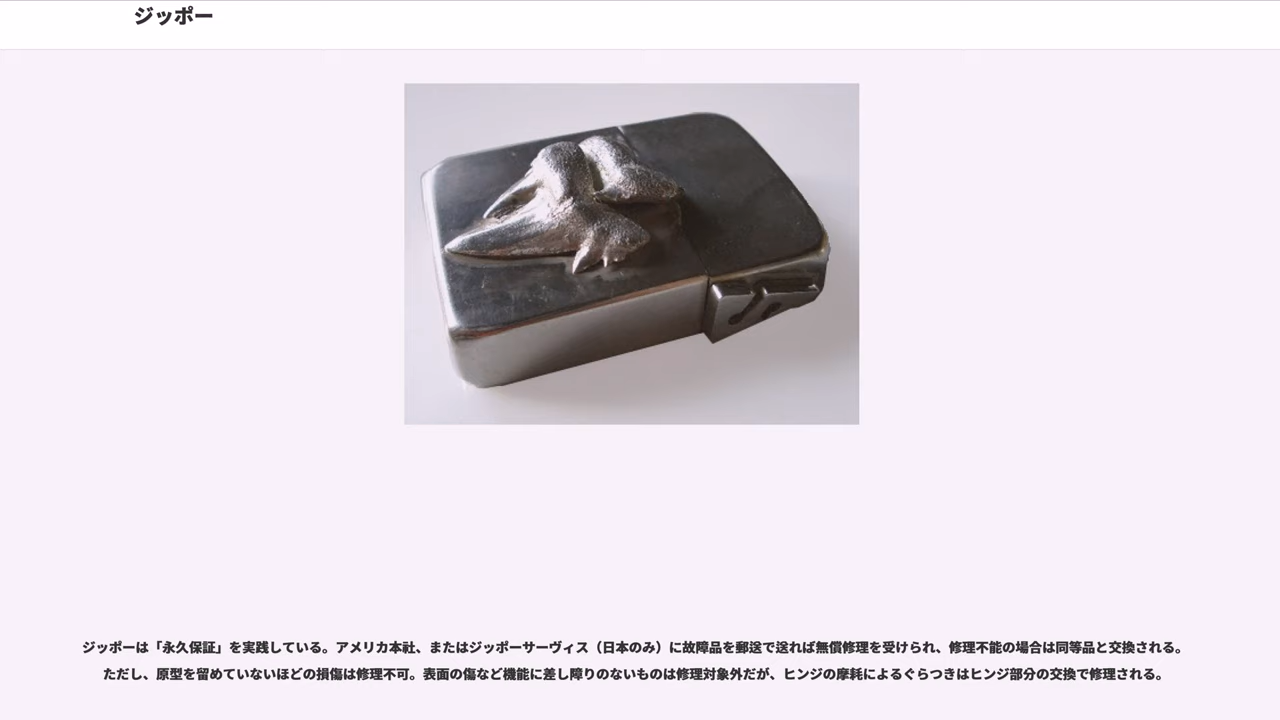 ジッポー
ジッポーは「永久保証」を実践している。アメリカ本社、またはジッポーサーヴィス（日本のみ）に故障品を郵送で送れば無償修理を受けられ、修理不能の場合は同等品と交換される。
ただし、原型を留めていないほどの損傷は修理不可。表面の傷など機能に差し障りのないものは修理対象外だが、ヒンジの摩耗によるぐらつきはヒンジ部分の交換で修理される。